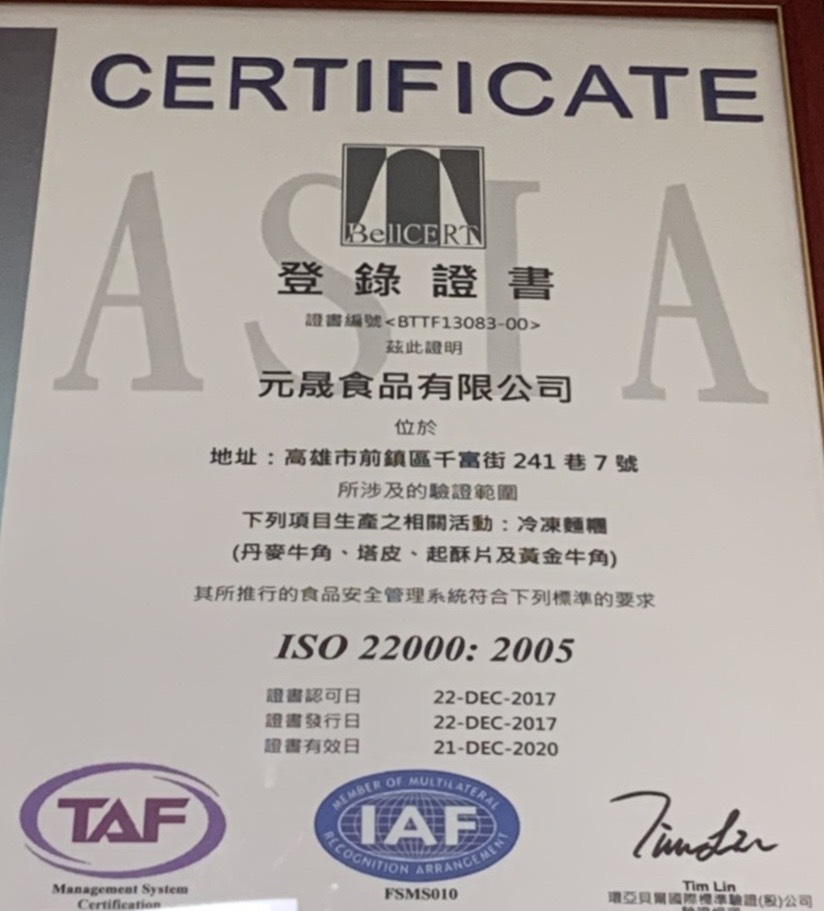 CERTIFICATE
ASIA
BellCERT
登錄證書
證書編號<BTTF13083-00>
茲此證明
元晟食品有限公司
位於
地址：高雄市前鎮區千富街 241 巷 7 號
所涉及的驗證範圍
下列項目生產之相關活動：冷凍麵糰
(丹麥牛角、塔皮、起酥片及黃金牛角)
其所推行的食品安全管理系統符合下列標準的要求
ISO 22000: 2005
證書認可日 22-DEC-2017
證書發行日 22-DEC-2017
證書有效日 21-DEC-2020
TAF
Management System
Certification
MEMBER OF MULTILATERAL
IAF
RECOGNITION ARRANGEMENT
FSMS010
Tim Lin
Tim Lin
環亞貝爾國際標準驗證(股)公司